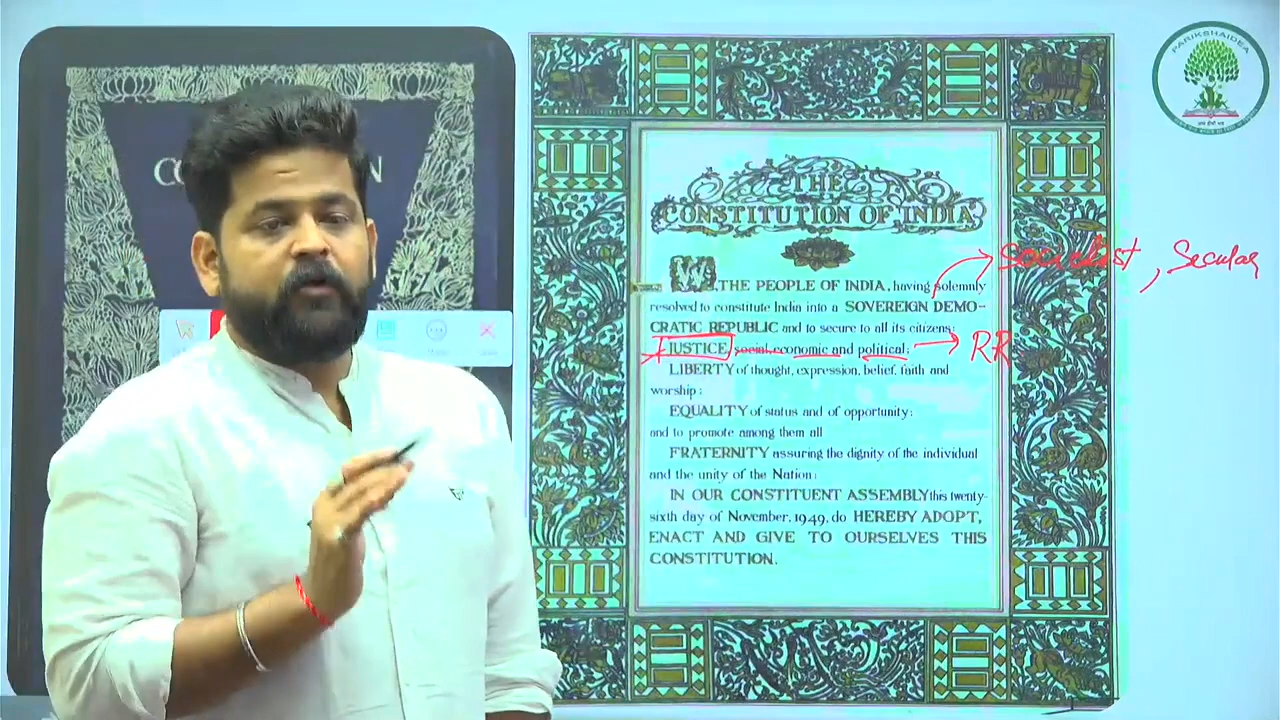 PARIKSHAIDEA
THE
CONSTITUTION OF INDIA
Socialist, Secular
WE, THE PEOPLE OF INDIA, having solemnly
resolved to constitute India into a SOVEREIGN DEMO-
CRATIC REPUBLIC and to secure to all its citizens:
JUSTICE, social, economic and political; → RR
LIBERTY of thought, expression, belief, faith and
worship;
EQUALITY of status and of opportunity;
and to promote among them all
FRATERNITY assuring the dignity of the individual
and the unity of the Nation;
IN OUR CONSTITUENT ASSEMBLY this twenty-
sixth day of November, 1949, do HEREBY ADOPT,
ENACT AND GIVE TO OURSELVES THIS
CONSTITUTION.